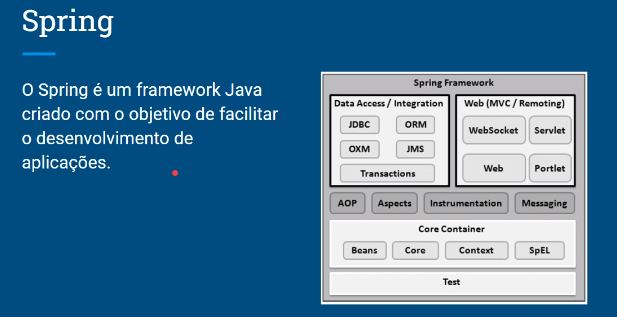 Spring
O Spring é um framework Java
criado com o objetivo de facilitar
o desenvolvimento de
aplicações.
Spring Framework
Data Access / Integration
JDBC
ORM
OXM
JMS
Transactions
Web (MVC / Remoting)
WebSocket
Servlet
Web
Portlet
AOP
Aspects
Instrumentation
Messaging
Core Container
Beans
Core
Context
SpEL
Test